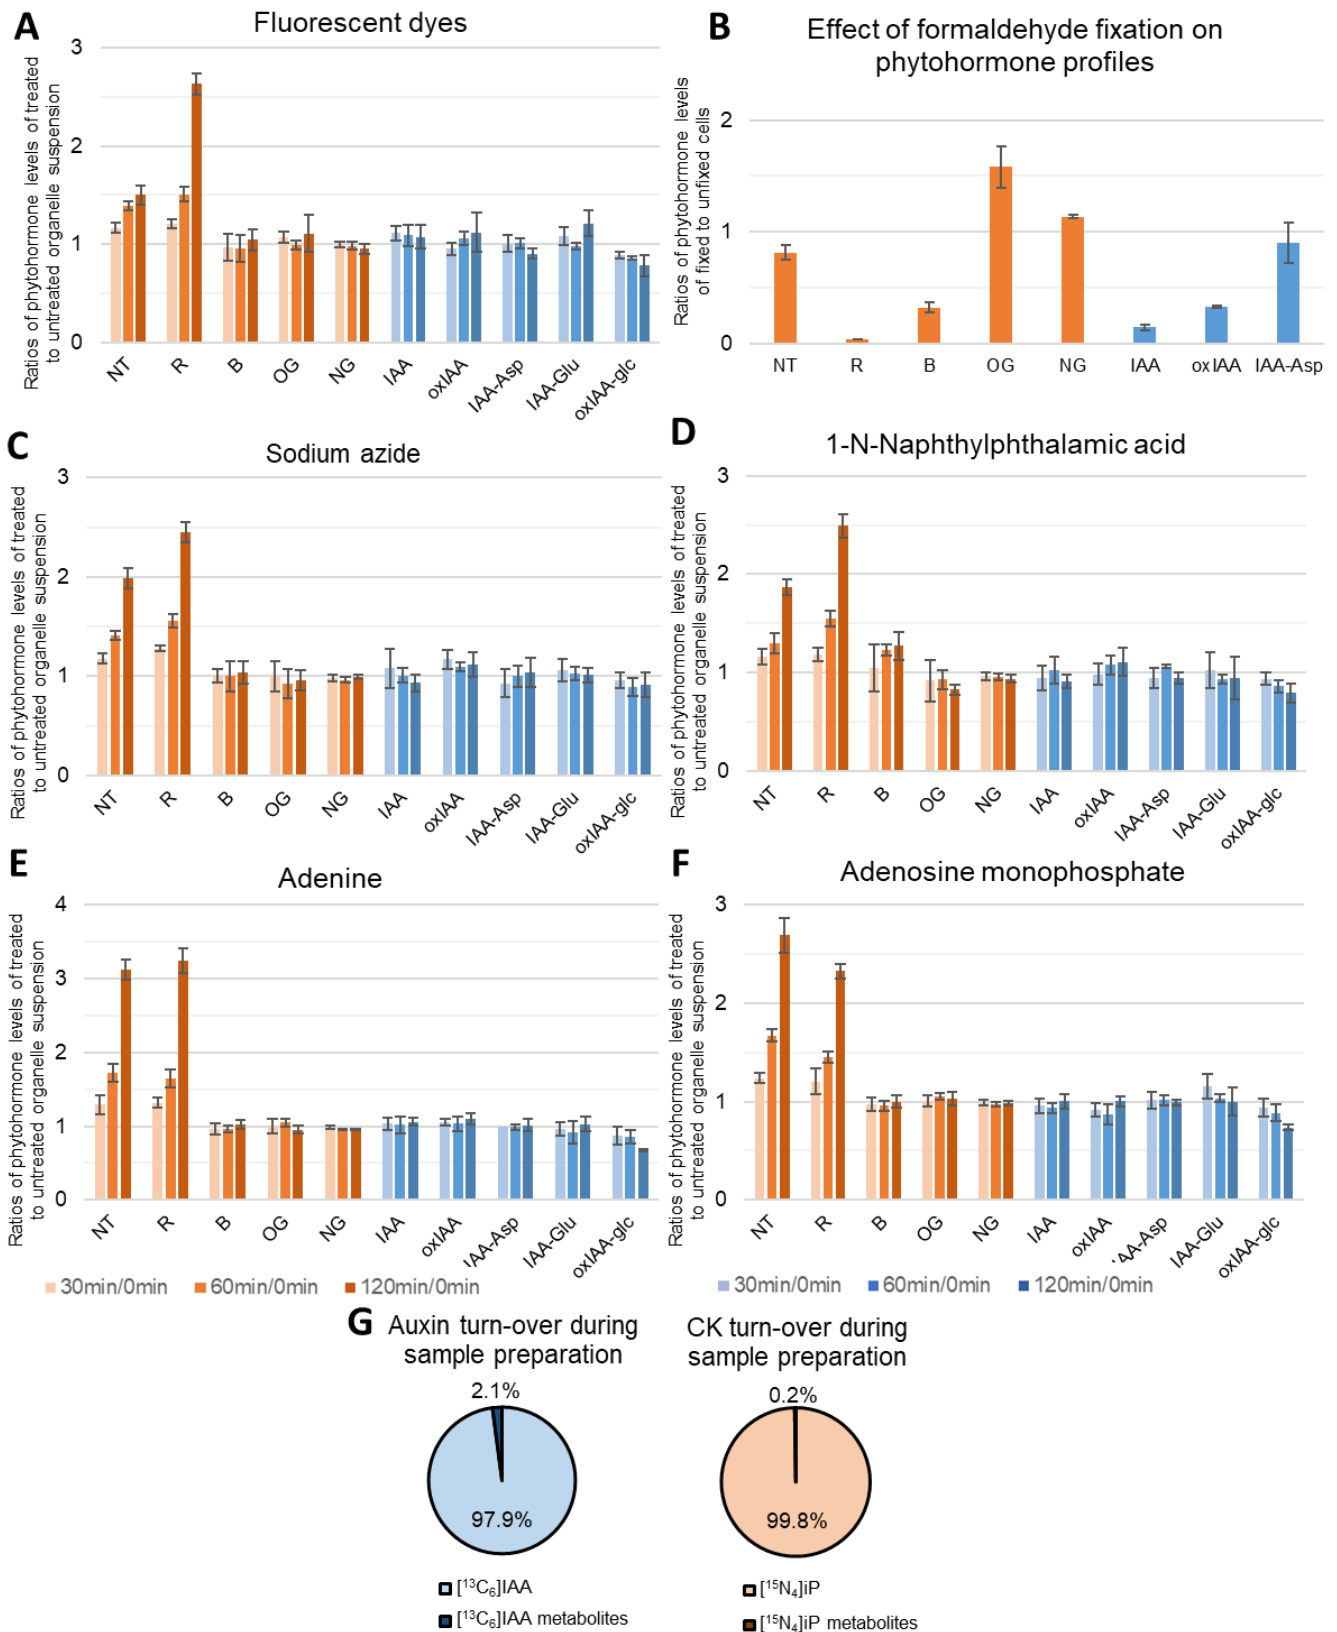 A
Fluorescent dyes
Ratios of phytohormone levels of treated
to untreated organelle suspension
3
2
1
0
NT R B OG NG IAA oxIAA IAA-Asp IAA-Glu oxIAA-glc
B
Effect of formaldehyde fixation on
phytohormone profiles
Ratios of phytohormone levels
of fixed to unfixed cells
2
1
0
NT R B OG NG IAA oxIAA IAA-Asp
C
Sodium azide
Ratios of phytohormone levels of treated
to untreated organelle suspension
3
2
1
0
NT R B OG NG IAA oxIAA IAA-Asp IAA-Glu oxIAA-glc
D
1-N-Naphthylphthalamic acid
Ratios of phytohormone levels of treated
to untreated organelle suspension
3
2
1
0
NT R B OG NG IAA oxIAA IAA-Asp IAA-Glu oxIAA-glc
E
Adenine
Ratios of phytohormone levels of treated
to untreated organelle suspension
4
3
2
1
0
NT R B OG NG IAA oxIAA IAA-Asp IAA-Glu oxIAA-glc
30min/0min 60min/0min 120min/0min
F
Adenosine monophosphate
Ratios of phytohormone levels of treated
to untreated organelle suspension
3
2
1
0
NT R B OG NG IAA oxIAA IAA-Asp IAA-Glu oxIAA-glc
30min/0min 60min/0min 120min/0min
G
Auxin turn-over during
sample preparation
2.1%
97.9%
[¹³C₆]IAA
[¹³C₆]IAA metabolites
CK turn-over during
sample preparation
0.2%
99.8%
[¹⁵N₄]iP
[¹⁵N₄]iP metabolites